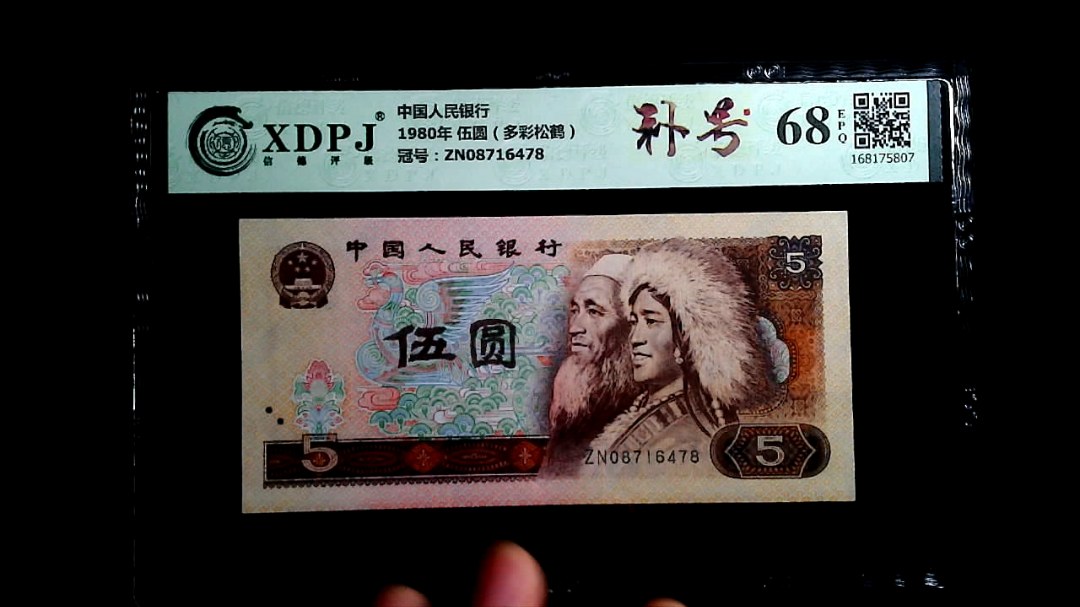 XDPJ®
信德评级
中国人民银行
1980年 伍圆（多彩松鹤）
冠号：ZN08716478
补号
68 EPQ
168175807
中国人民银行
5
伍圆
5
ZN08716478
5